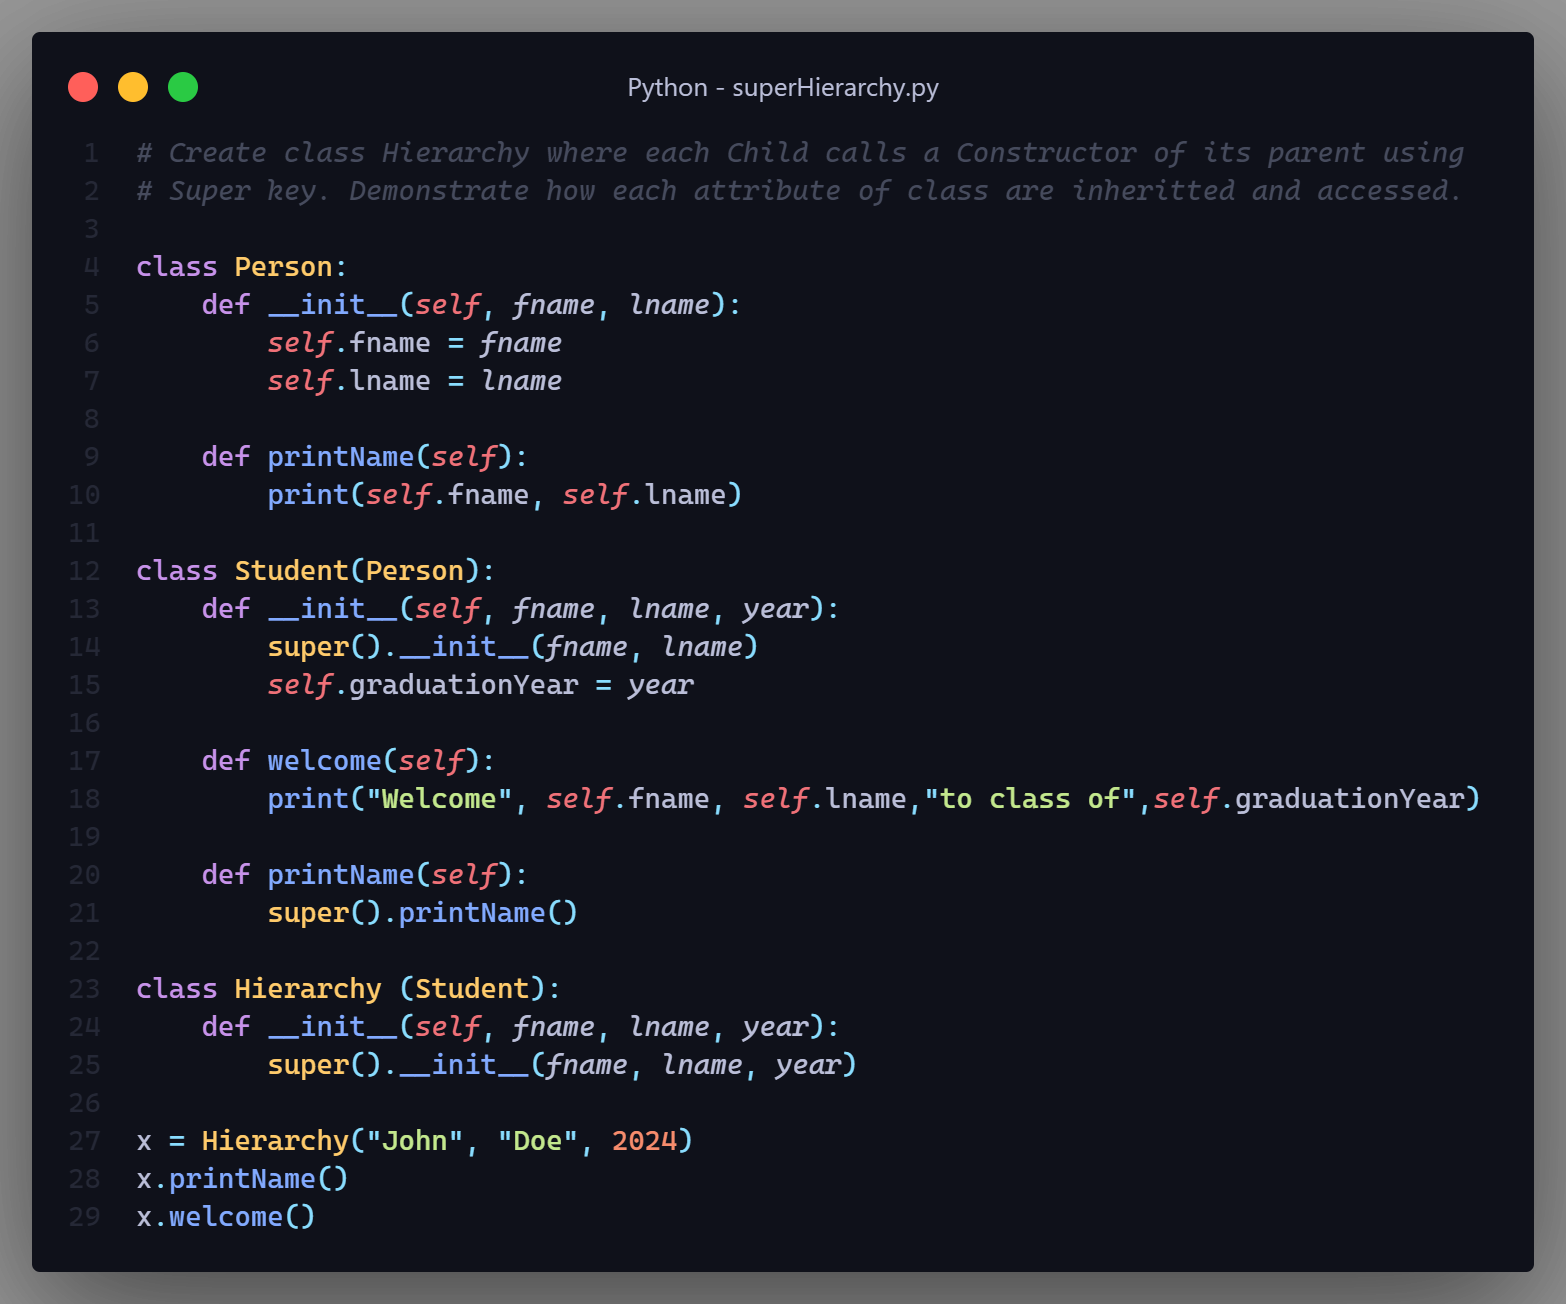 Python - superHierarchy.py
1 # Create class Hierarchy where each Child calls a Constructor of its parent using
2 # Super key. Demonstrate how each attribute of class are inheritted and accessed.
3
4 class Person:
5     def __init__(self, fname, lname):
6         self.fname = fname
7         self.lname = lname
8
9     def printName(self):
10         print(self.fname, self.lname)
11
12 class Student(Person):
13     def __init__(self, fname, lname, year):
14         super().__init__(fname, lname)
15         self.graduationYear = year
16
17     def welcome(self):
18         print("Welcome", self.fname, self.lname,"to class of",self.graduationYear)
19
20     def printName(self):
21         super().printName()
22
23 class Hierarchy (Student):
24     def __init__(self, fname, lname, year):
25         super().__init__(fname, lname, year)
26
27 x = Hierarchy("John", "Doe", 2024)
28 x.printName()
29 x.welcome()